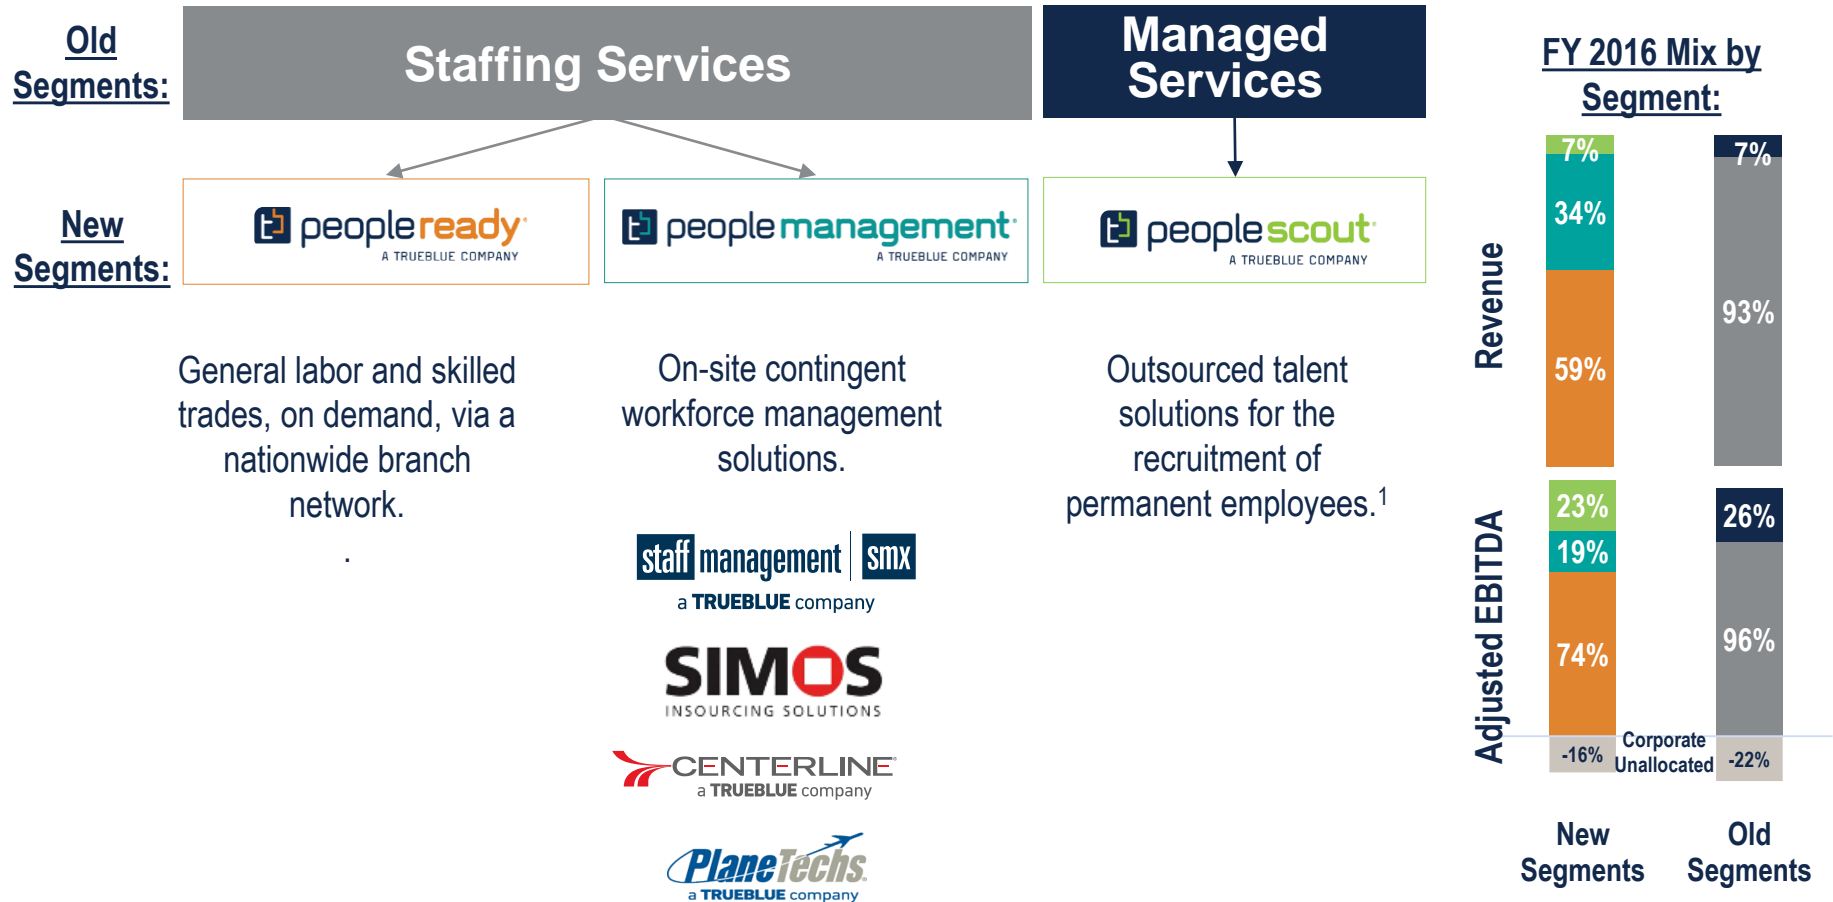 Old
Segments:
Staffing Services
Managed
Services
FY 2016 Mix by
Segment:
New
Segments:
peopleready®
A TRUEBLUE COMPANY
peoplemanagement®
A TRUEBLUE COMPANY
peoplescout®
A TRUEBLUE COMPANY
General labor and skilled
trades, on demand, via a
nationwide branch
network.
.
On-site contingent
workforce management
solutions.
Outsourced talent
solutions for the
recruitment of
permanent employees.1
staff management | smx
a TRUEBLUE company
SIMOS
INSOURCING SOLUTIONS
CENTERLINE®
a TRUEBLUE company
PlaneTechs®
a TRUEBLUE company
Revenue
7%
34%
59%
7%
93%
Adjusted EBITDA
23%
19%
74%
-16%
26%
96%
-22%
Corporate
Unallocated
New
Segments
Old
Segments